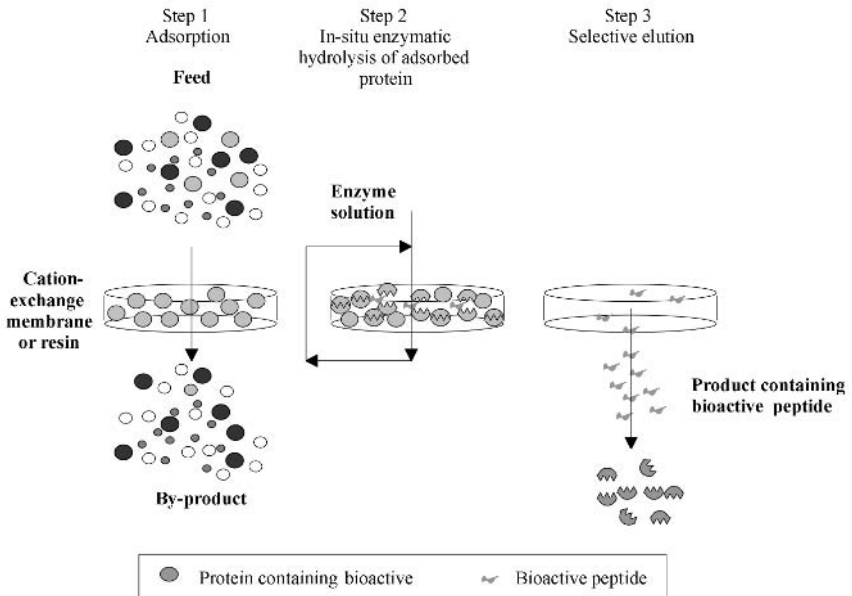 Step 1
Adsorption
Step 2
In-situ enzymatic
hydrolysis of adsorbed
protein
Step 3
Selective elution
Feed
Enzyme
solution
Cation-
exchange
membrane
or resin
Product containing
bioactive peptide
By-product
Protein containing bioactive
Bioactive peptide